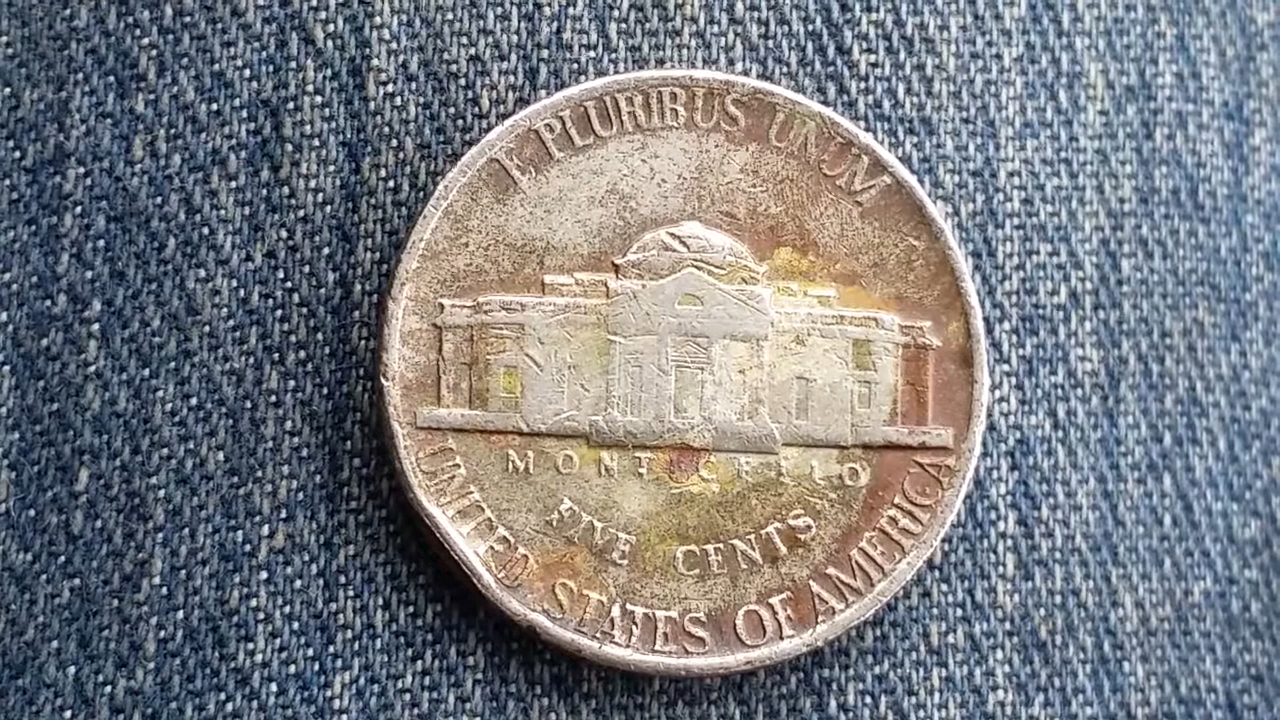 E PLURIBUS UNUM
MONTICELLO
FIVE CENTS
UNITED STATES OF AMERICA